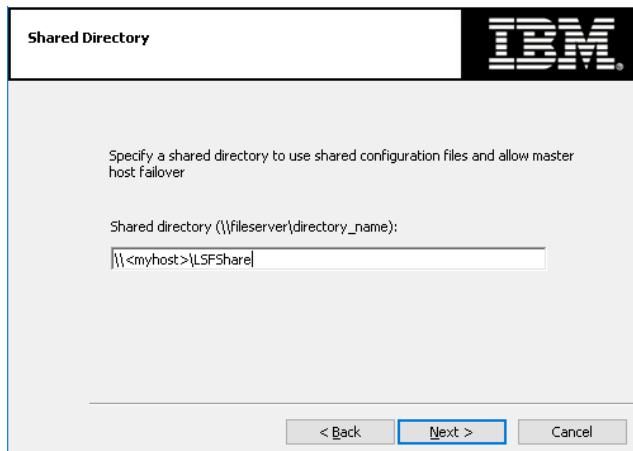 Shared Directory
IBM.
Specify a shared directory to use shared configuration files and allow master
host failover
Shared directory (\\fileserver\directory_name):
\\<myhost>\LSFShare
< Back
Next >
Cancel